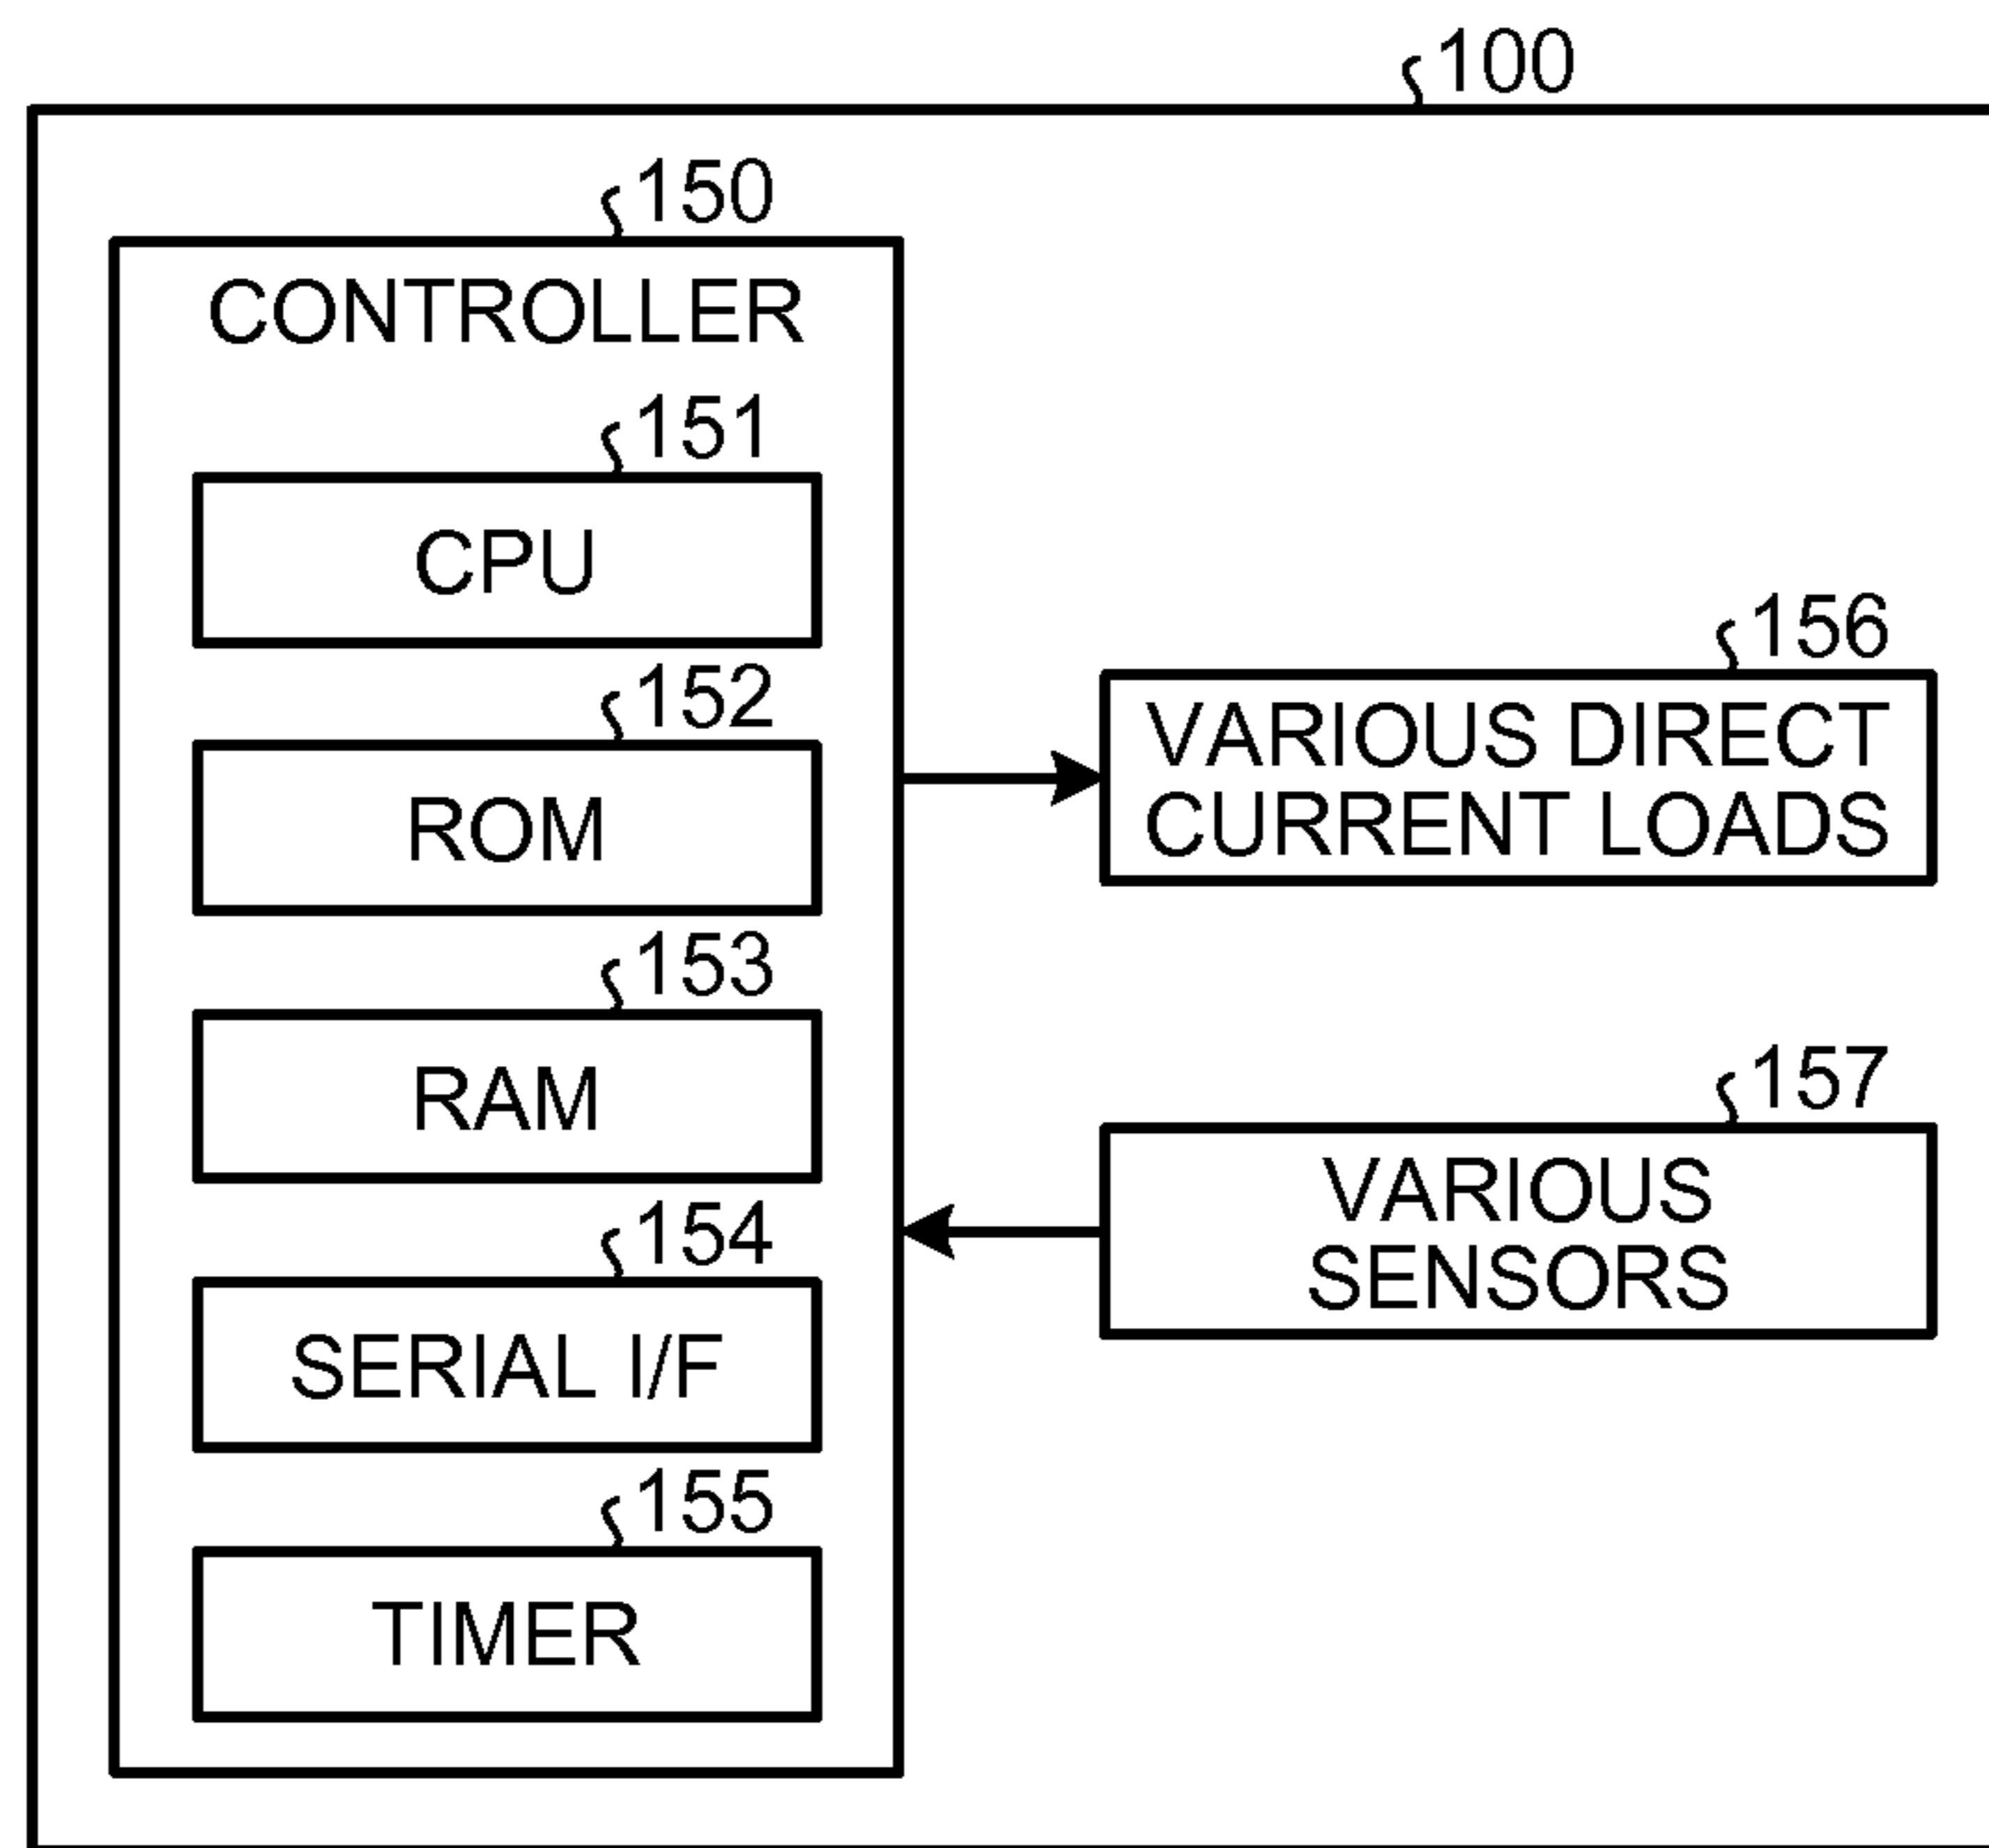 100
150
CONTROLLER
151
CPU
152
ROM
153
RAM
154
SERIAL I/F
155
TIMER
156
VARIOUS DIRECT
CURRENT LOADS
157
VARIOUS
SENSORS